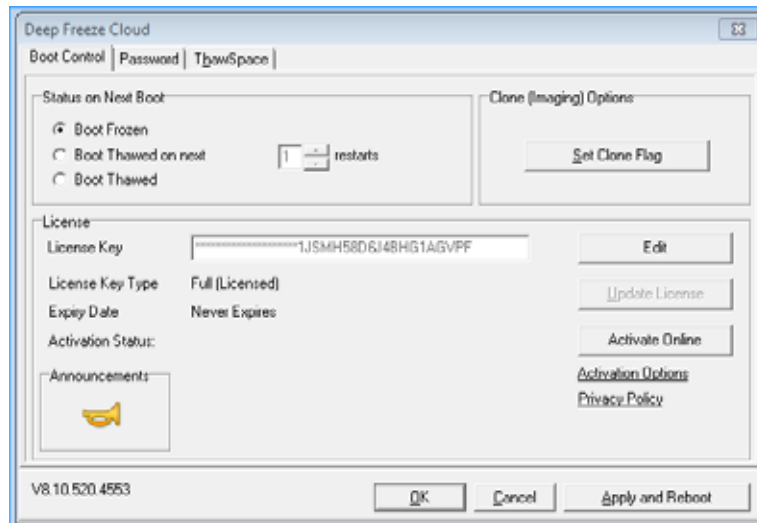 Deep Freeze Cloud
Boot Control Password ThawSpace
Status on Next Boot
Boot Frozen
Boot Thawed on next 1 restarts
Boot Thawed
Clone (Imaging) Options
Set Clone Flag
License
License Key ********************1JSMH58D6J4BHG1AGVPF Edit
License Key Type Full (Licensed) Update License
Expiry Date Never Expires
Activation Status: Activate Online
Announcements
Activation Options
Privacy Policy
V8.10.520.4553 OK Cancel Apply and Reboot